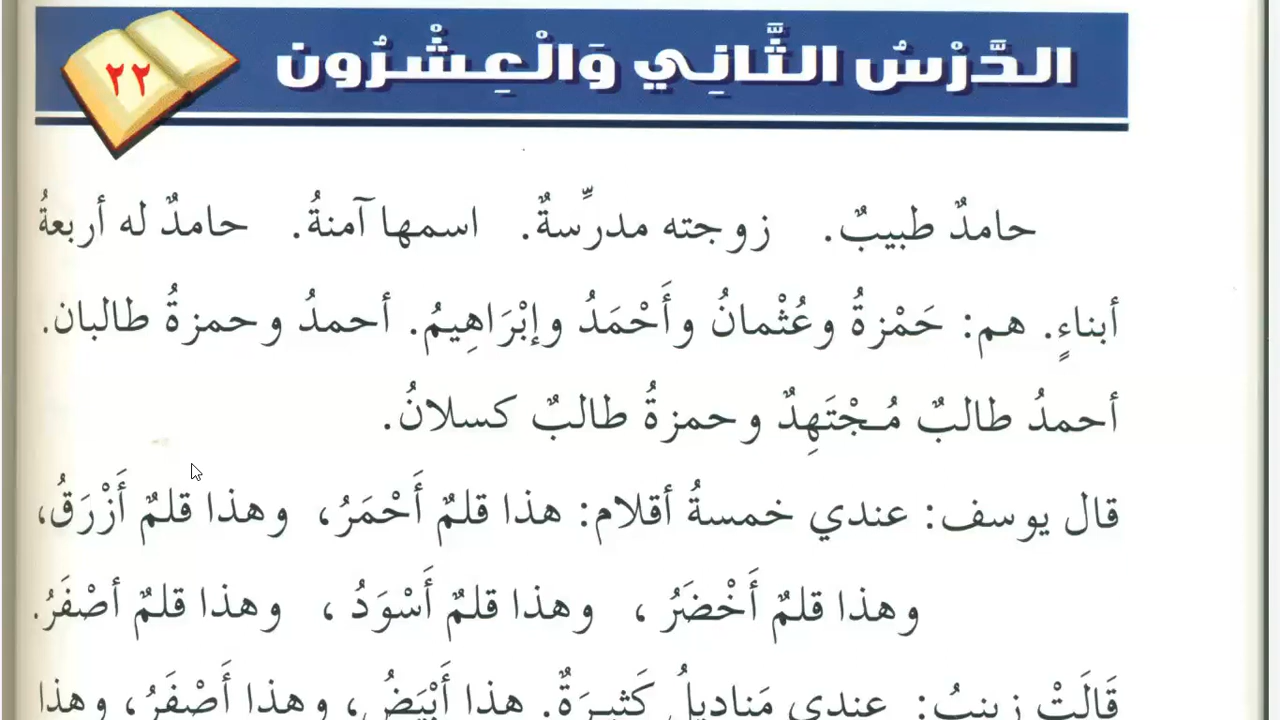 الدَّرْسُ الثَّانِي وَالْعِشْرُون
٢٢
حامدٌ طبيبٌ. زوجته مدرِّسةٌ. اسمها آمنةُ. حامدٌ له أربعةُ
أبناءٍ. هم: حَمْزةُ وعُثْمانُ وأَحْمَدُ وإبْرَاهِيمُ. أحمدُ وحمزةُ طالبان.
أحمدُ طالبٌ مُجْتَهِدٌ وحمزةُ طالبٌ كسلانُ.
قال يوسف: عندي خمسةُ أقلام: هذا قلمٌ أَحْمَرُ، وهذا قلمٌ أَزْرَقُ،
وهذا قلمٌ أَخْضَرُ ، وهذا قلمٌ أَسْوَدُ ، وهذا قلمٌ أصْفَرُ.
قَالَتْ زينبُ: عندي مَناديلُ كَثِيرَةٌ. هذا أَبْيَضُ، وهذا أَصْفَرُ، وهذا